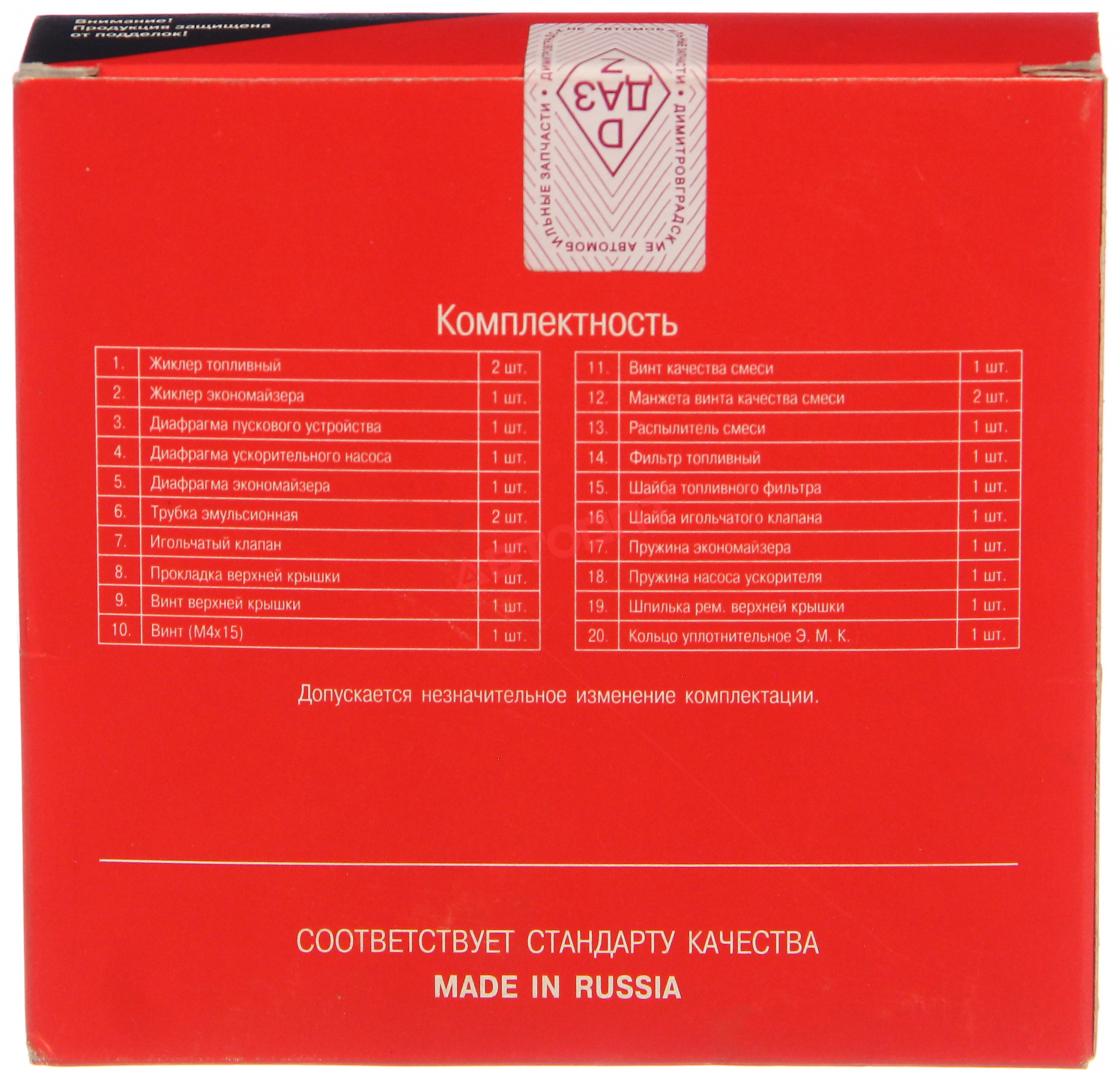 Внимание!
Продукция защищена
от подделок!
ДИМИТРОВГРАДСКИЕ АВТОМОБИЛЬНЫЕ ЗАПЧАСТИ
D
ДАЗ
Z
Комплектность
1. Жиклер топливный 2 шт.
2. Жиклер экономайзера 1 шт.
3. Диафрагма пускового устройства 1 шт.
4. Диафрагма ускорительного насоса 1 шт.
5. Диафрагма экономайзера 1 шт.
6. Трубка эмульсионная 2 шт.
7. Игольчатый клапан 1 шт.
8. Прокладка верхней крышки 1 шт.
9. Винт верхней крышки 1 шт.
10. Винт (М4х15) 1 шт.
11. Винт качества смеси 1 шт.
12. Манжета винта качества смеси 2 шт.
13. Распылитель смеси 1 шт.
14. Фильтр топливный 1 шт.
15. Шайба топливного фильтра 1 шт.
16. Шайба игольчатого клапана 1 шт.
17. Пружина экономайзера 1 шт.
18. Пружина насоса ускорителя 1 шт.
19. Шпилька рем. верхней крышки 1 шт.
20. Кольцо уплотнительное Э. М. К. 1 шт.
Допускается незначительное изменение комплектации.
СООТВЕТСТВУЕТ СТАНДАРТУ КАЧЕСТВА
MADE IN RUSSIA